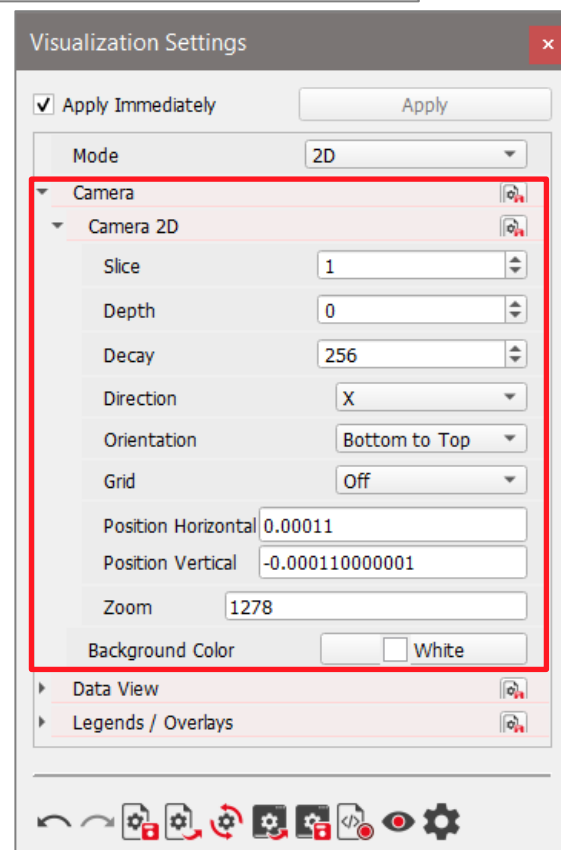 Visualization Settings
Apply Immediately Apply
Mode 2D
Camera
Camera 2D
Slice 1
Depth 0
Decay 256
Direction X
Orientation Bottom to Top
Grid Off
Position Horizontal 0.00011
Position Vertical -0.000110000001
Zoom 1278
Background Color White
Data View
Legends / Overlays